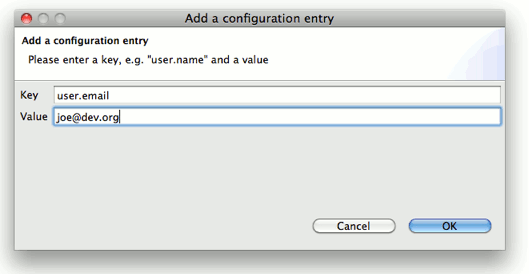 Add a configuration entry
Add a configuration entry
Please enter a key, e.g. "user.name" and a value
Key user.email
Value joe@dev.org
Cancel OK